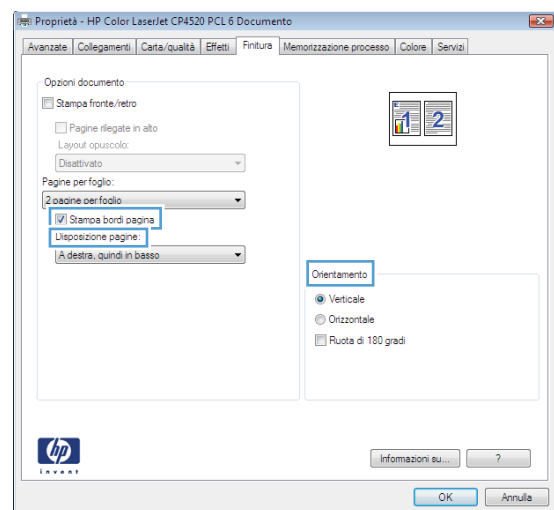 Proprietà - HP Color LaserJet CP4520 PCL 6 Documento
Avanzate Collegamenti Carta/qualità Effetti Finitura Memorizzazione processo Colore Servizi
Opzioni documento
Stampa fronte/retro
Pagine rilegate in alto
Layout opuscolo:
Disattivato
Pagine per foglio:
2 pagine per foglio
Stampa bordi pagina
Disposizione pagine:
A destra, quindi in basso
1 2
Orientamento
Verticale
Orizzontale
Ruota di 180 gradi
hp
invent
Informazioni su... ?
OK Annulla